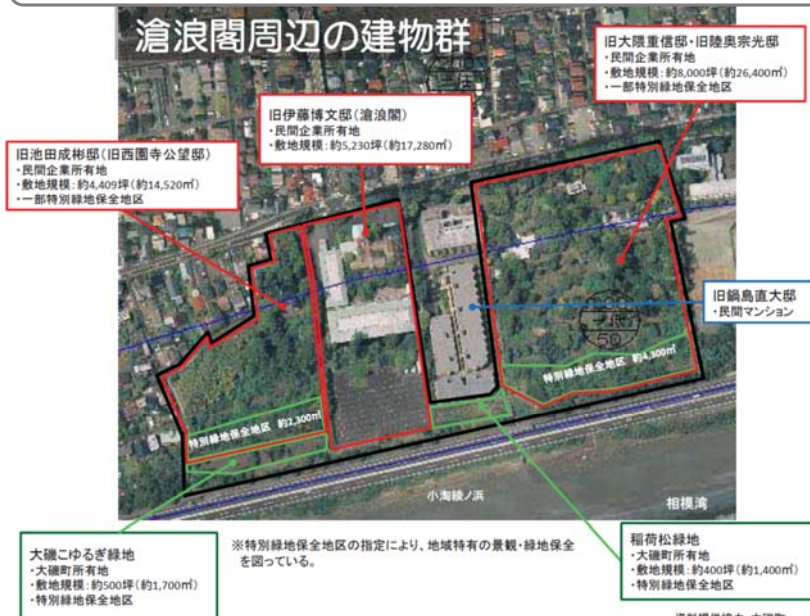 滄浪閣周辺の建物群
旧大隈重信邸・旧陸奥宗光邸
・民間企業所有地
・敷地規模：約8,000坪（約26,400㎡）
・一部特別緑地保全地区
旧伊藤博文邸（滄浪閣）
・民間企業所有地
・敷地規模：約5,230坪（約17,280㎡）
旧池田成彬邸（旧西園寺公望邸）
・民間企業所有地
・敷地規模：約4,409坪（約14,520㎡）
・一部特別緑地保全地区
旧鍋島直大邸
・民間マンション
特別緑地保全地区 約4,300㎡
特別緑地保全地区 約2,300㎡
小淘綾ノ浜
相模湾
大磯こゆるぎ緑地
・大磯町所有地
・敷地規模：約500坪（約1,700㎡）
・特別緑地保全地区
※特別緑地保全地区の指定により、地域特有の景観・緑地保全
を図っている。
稲荷松緑地
・大磯町所有地
・敷地規模：約400坪（約1,400㎡）
・特別緑地保全地区